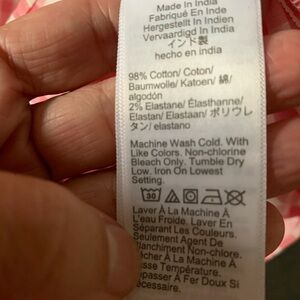 Made In India
Fabriqué En Inde
Hergestellt In Indien
Vervaardigd In India
インド製
hecho en india
98% Cotton/ Coton/
Baumwolle/ Katoen/ 綿/
algodón
2% Elastane/ Élasthanne/
Elastan/ Elastaan/ ポリウレ
タン/ elastano
Machine Wash Cold. With
Like Colors. Non-chlorine
Bleach Only. Tumble Dry
Low. Iron On Lowest
Setting.
30
Laver À La Machine À
L'eau Froide. Laver En
Séparant Les Couleurs.
Seulement Agent De
Blanchiment Non-chlore.
À
Température.
Repasser À Fer Doux Si